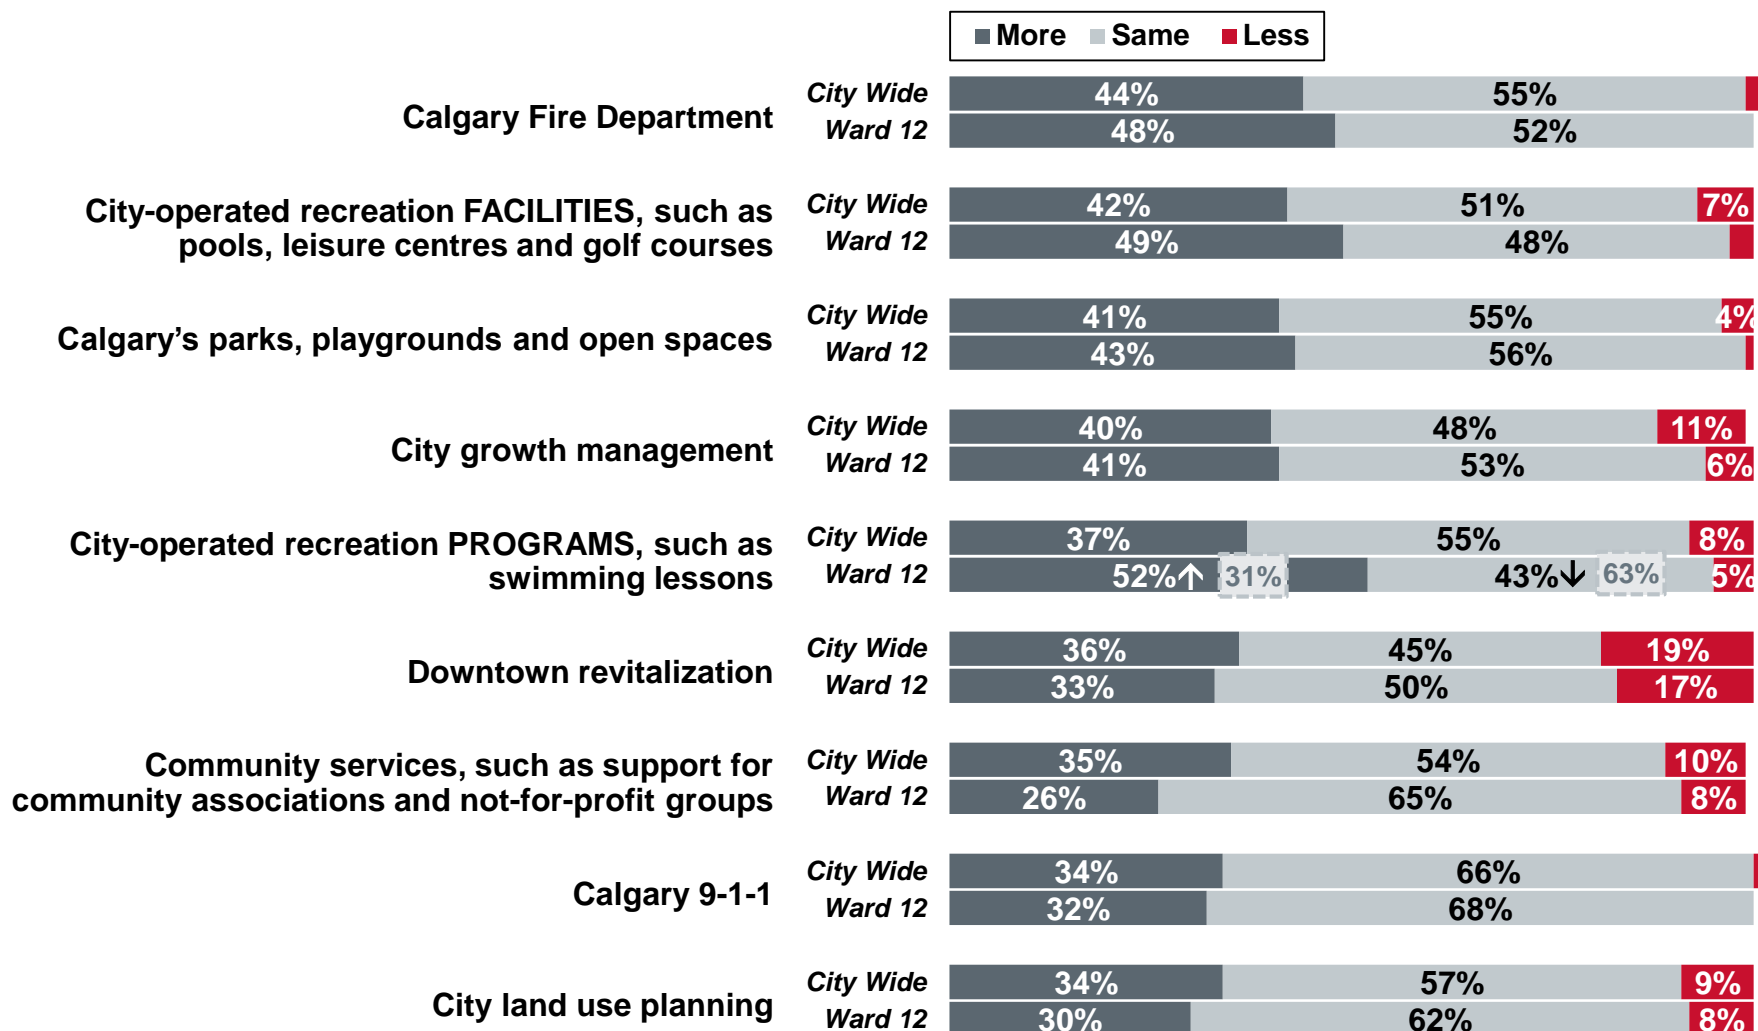 More Same Less
City Wide 44% 55%
Calgary Fire Department
Ward 12 48% 52%
City Wide 42% 51% 7%
City-operated recreation FACILITIES, such as
pools, leisure centres and golf courses
Ward 12 49% 48%
City Wide 41% 55% 4%
Calgary’s parks, playgrounds and open spaces
Ward 12 43% 56%
City Wide 40% 48% 11%
City growth management
Ward 12 41% 53% 6%
City Wide 37% 55% 8%
City-operated recreation PROGRAMS, such as
swimming lessons
Ward 12 52%↑ 31% 43%↓ 63% 5%
City Wide 36% 45% 19%
Downtown revitalization
Ward 12 33% 50% 17%
City Wide 35% 54% 10%
Community services, such as support for
community associations and not-for-profit groups
Ward 12 26% 65% 8%
City Wide 34% 66%
Calgary 9-1-1
Ward 12 32% 68%
City Wide 34% 57% 9%
City land use planning
Ward 12 30% 62% 8%